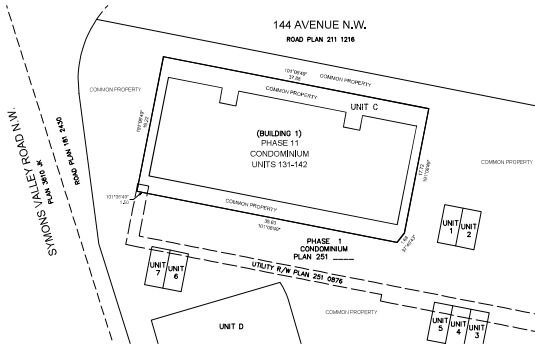 144 AVENUE N.W.
ROAD PLAN 211 1216
COMMON PROPERTY
COMMON PROPERTY
COMMON PROPERTY
UNIT C
SYMONS VALLEY ROAD N.W.
ROAD PLAN 181 2430
(BUILDING 1)
PHASE 11
CONDOMINIUM
UNITS 131-142
COMMON PROPERTY
COMMON PROPERTY
PHASE 1
CONDOMINIUM
PLAN 251 ____
UTILITY R/W PLAN 251 0876
UNIT 1
UNIT 2
UNIT 7
UNIT 6
UNIT D
COMMON PROPERTY
UNIT 5
UNIT 4
UNIT 3